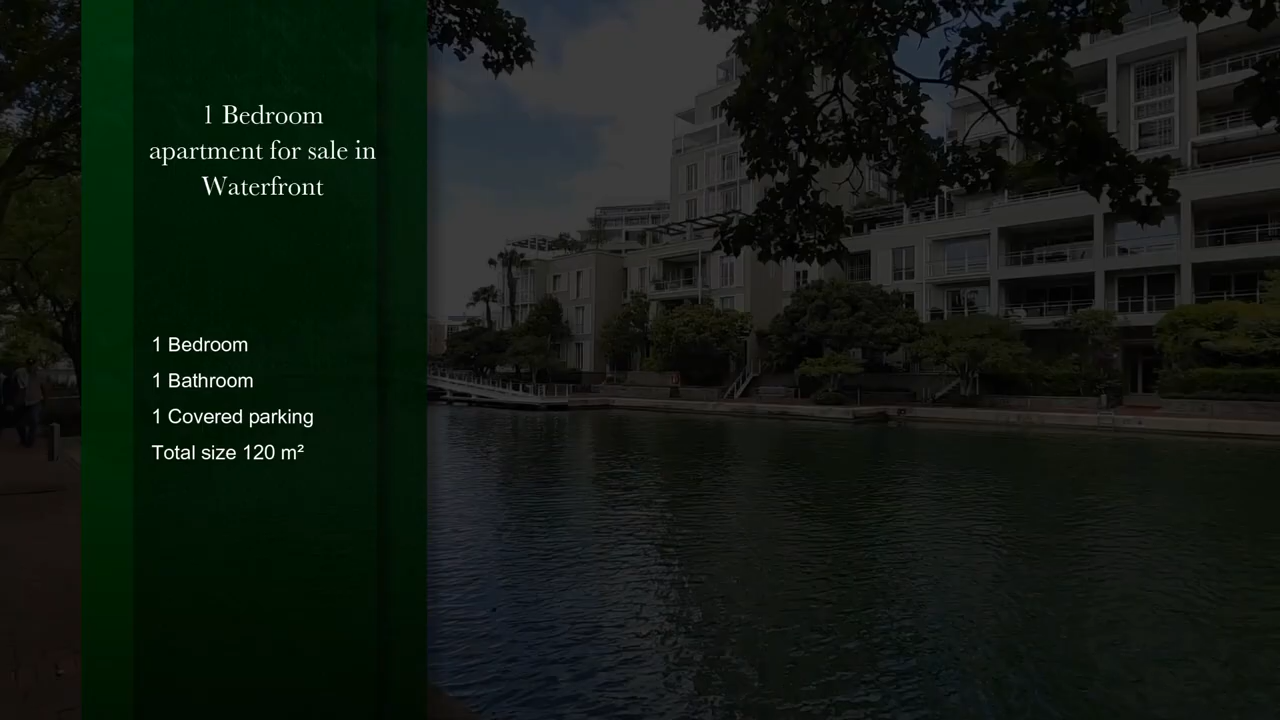 1 Bedroom
apartment for sale in
Waterfront
1 Bedroom
1 Bathroom
1 Covered parking
Total size 120 m²